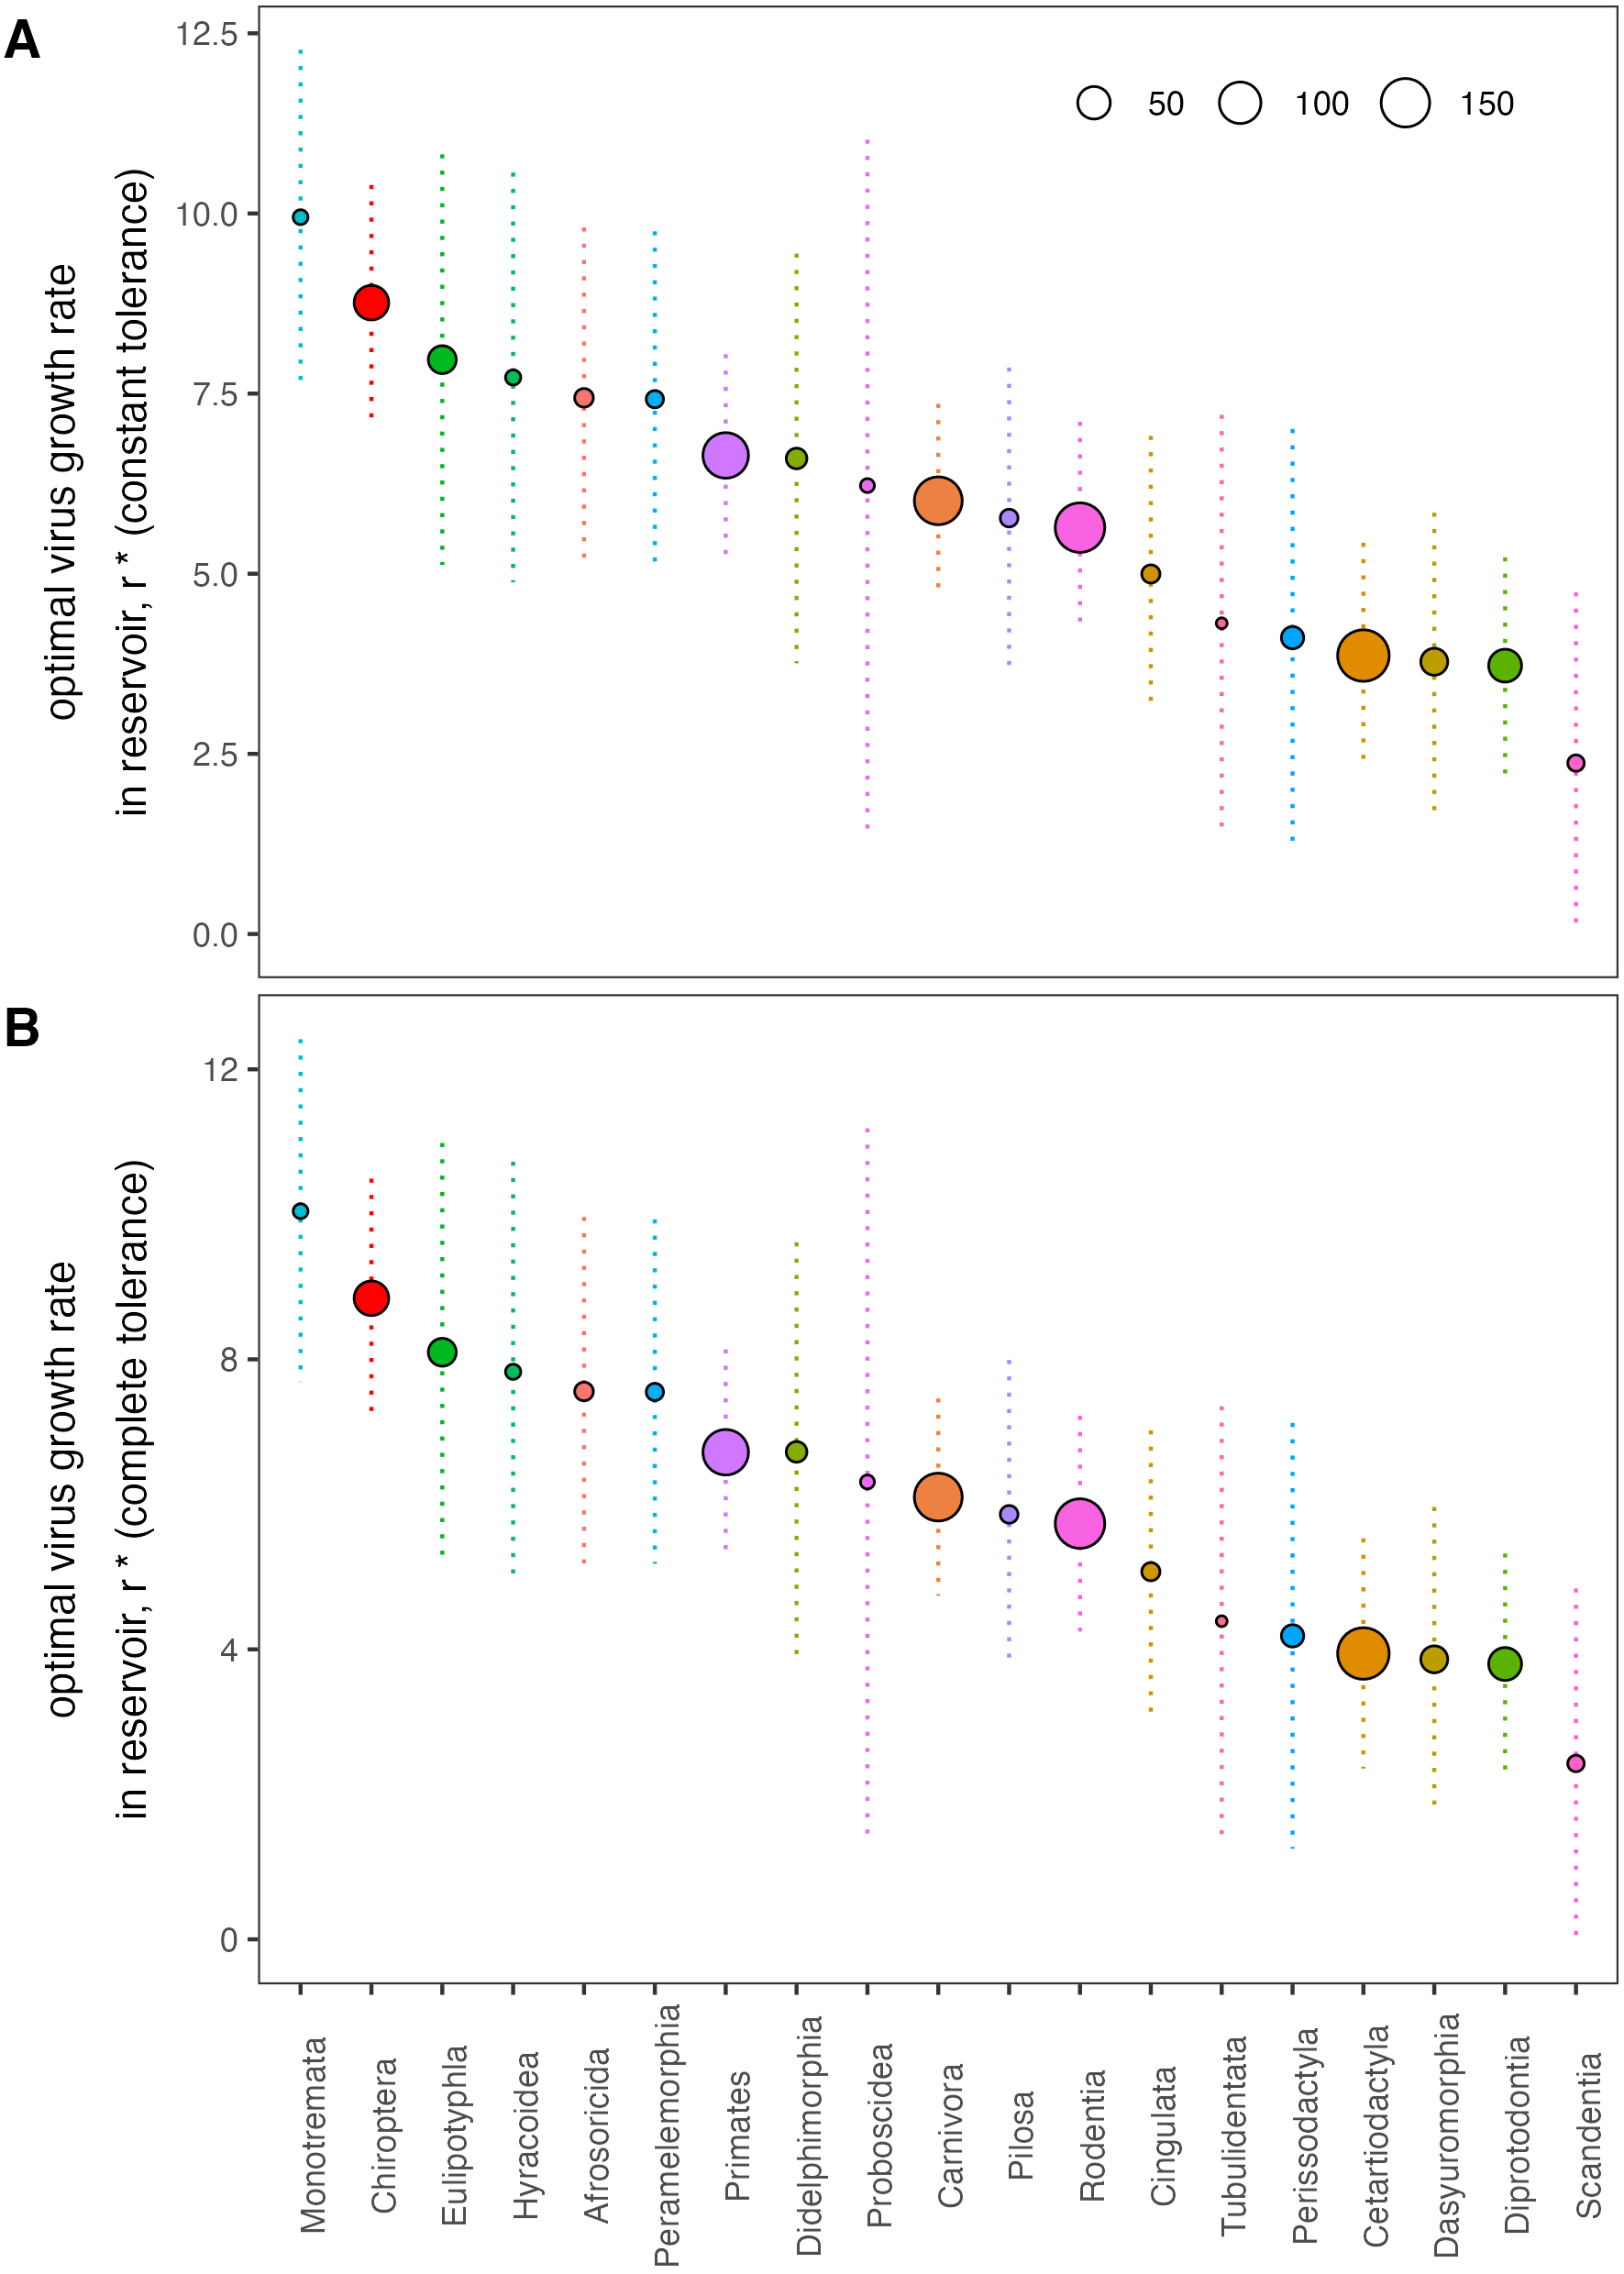 A
12.5
10.0
7.5
5.0
2.5
0.0
optimal virus growth rate
in reservoir, r * (constant tolerance)
50 100 150
B
12
8
4
0
optimal virus growth rate
in reservoir, r * (complete tolerance)
Monotremata
Chiroptera
Eulipotyphla
Hyracoidea
Afrosoricida
Peramelemorphia
Primates
Didelphimorphia
Proboscidea
Carnivora
Pilosa
Rodentia
Cingulata
Tubulidentata
Perissodactyla
Cetartiodactyla
Dasyuromorphia
Diprotodontia
Scandentia